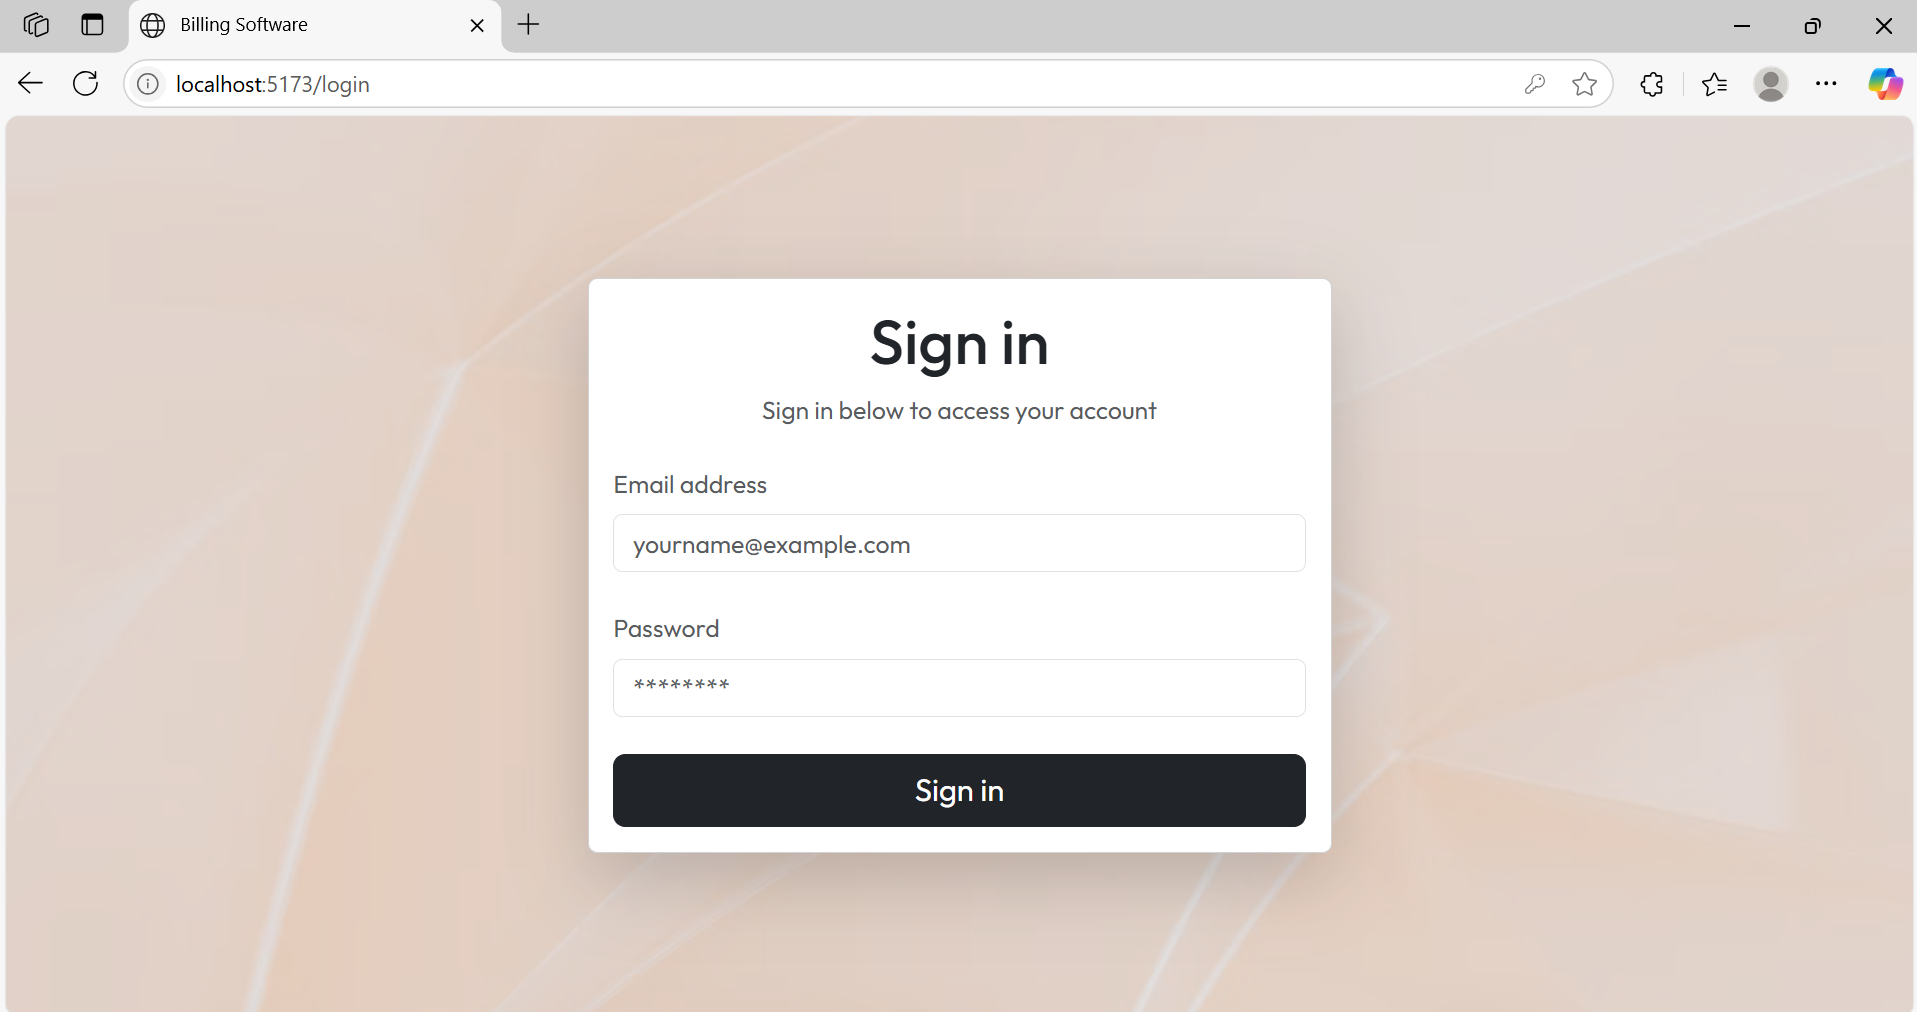 Billing Software
localhost:5173/login
Sign in
Sign in below to access your account
Email address
yourname@example.com
Password
********
Sign in